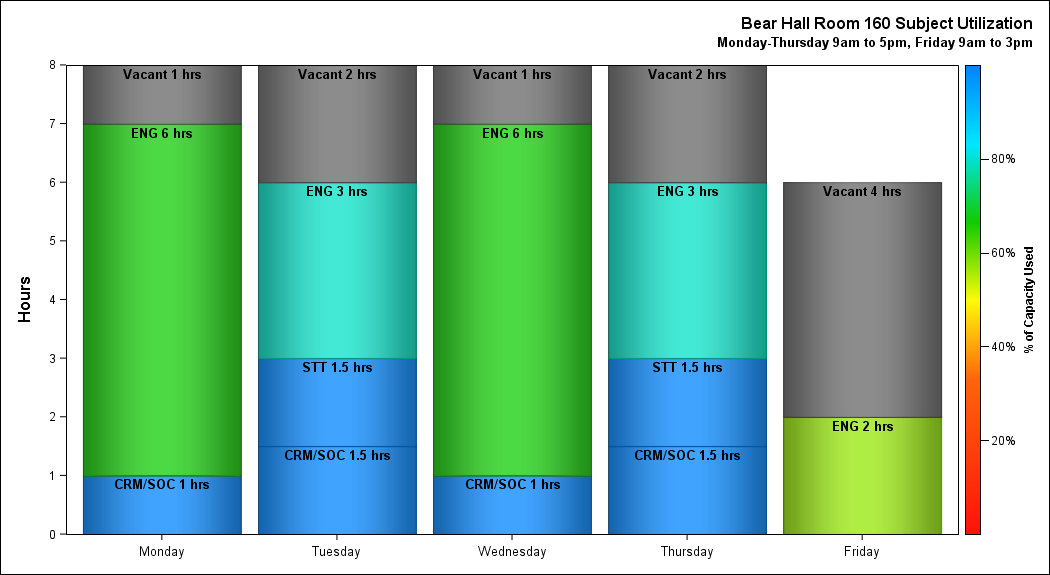 Bear Hall Room 160 Subject Utilization
Monday-Thursday 9am to 5pm, Friday 9am to 3pm
Hours
8
7
6
5
4
3
2
1
0
Vacant 1 hrs
ENG 6 hrs
CRM/SOC 1 hrs
Vacant 2 hrs
ENG 3 hrs
STT 1.5 hrs
CRM/SOC 1.5 hrs
Vacant 1 hrs
ENG 6 hrs
CRM/SOC 1 hrs
Vacant 2 hrs
ENG 3 hrs
STT 1.5 hrs
CRM/SOC 1.5 hrs
Vacant 4 hrs
ENG 2 hrs
Monday
Tuesday
Wednesday
Thursday
Friday
80%
60%
40%
20%
% of Capacity Used